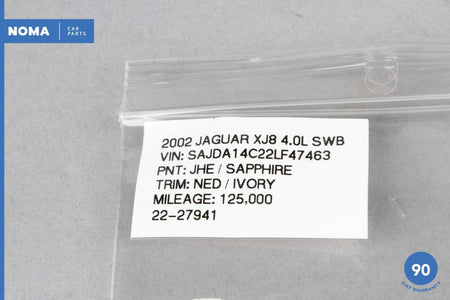 NOMA CAR PARTS
2002 JAGUAR XJ8 4.0L SWB
VIN: SAJDA14C22LF47463
PNT: JHE / SAPPHIRE
TRIM: NED / IVORY
MILEAGE: 125,000
22-27941
90
DAY WARRANTY